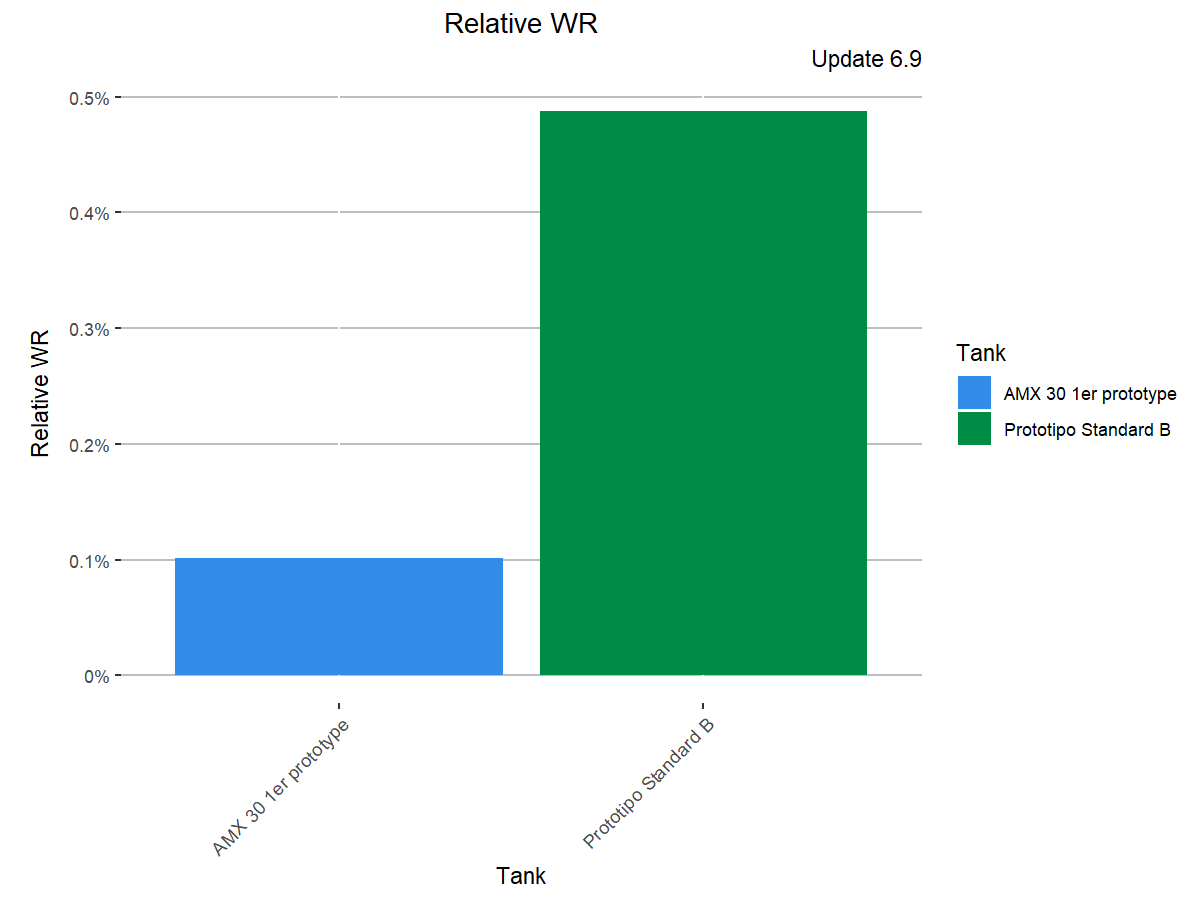 Relative WR
Update 6.9
Relative WR
0.5%
0.4%
0.3%
0.2%
0.1%
0%
AMX 30 1er prototype
Prototipo Standard B
Tank
Tank
AMX 30 1er prototype
Prototipo Standard B